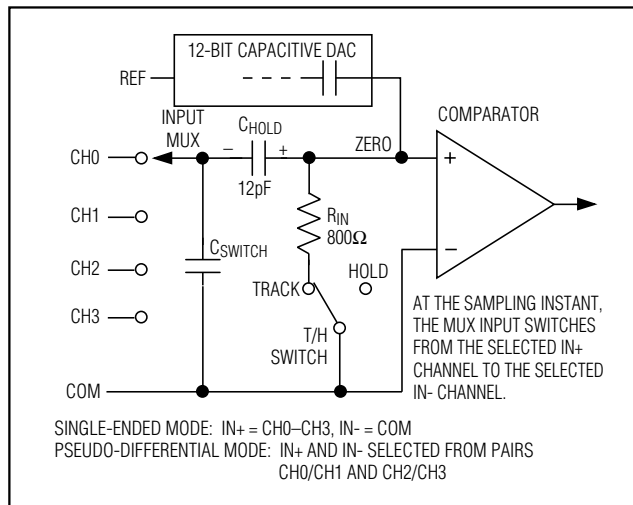 12-BIT CAPACITIVE DAC
REF
INPUT
MUX
CHOLD
12pF
ZERO
COMPARATOR
CH0
CH1
CH2
CH3
CSWITCH
RIN
800Ω
TRACK
HOLD
T/H
SWITCH
COM
− +
+
−
AT THE SAMPLING INSTANT,
THE MUX INPUT SWITCHES
FROM THE SELECTED IN+
CHANNEL TO THE SELECTED
IN- CHANNEL.
SINGLE-ENDED MODE: IN+ = CH0–CH3, IN- = COM
PSEUDO-DIFFERENTIAL MODE: IN+ AND IN- SELECTED FROM PAIRS
CH0/CH1 AND CH2/CH3